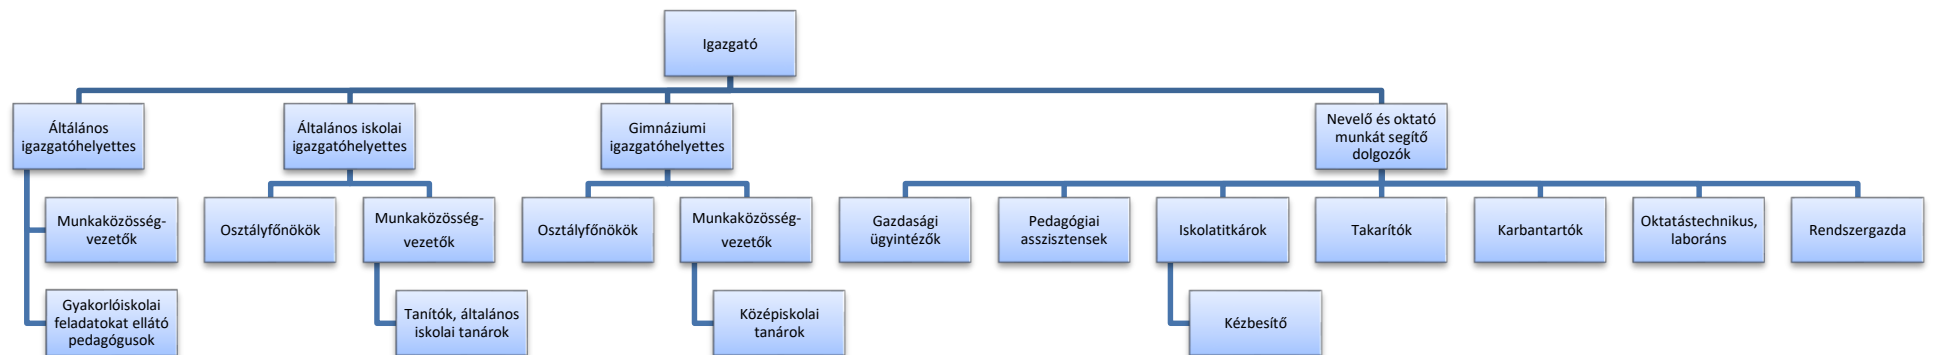 Igazgató
Áltálános
igazgatóhelyettes
Általános iskolai
igazgatóhelyettes
Gimnáziumi
igazgatóhelyettes
Nevelő és oktató
munkát segítő
dolgozók
Munkaközösség-
vezetők
Osztályfőnökök
Munkaközösség-
vezetők
Osztályfőnökök
Munkaközösség-
vezetők
Gazdasági
ügyintézők
Pedagógiai
asszisztensek
Iskolatitkárok
Takarítók
Karbantartók
Oktatástechnikus,
laboráns
Rendszergazda
Gyakorlóiskolai
feladatokat ellátó
pedagógusok
Tanítók, általános
iskolai tanárok
Középiskolai
tanárok
Kézbesítő